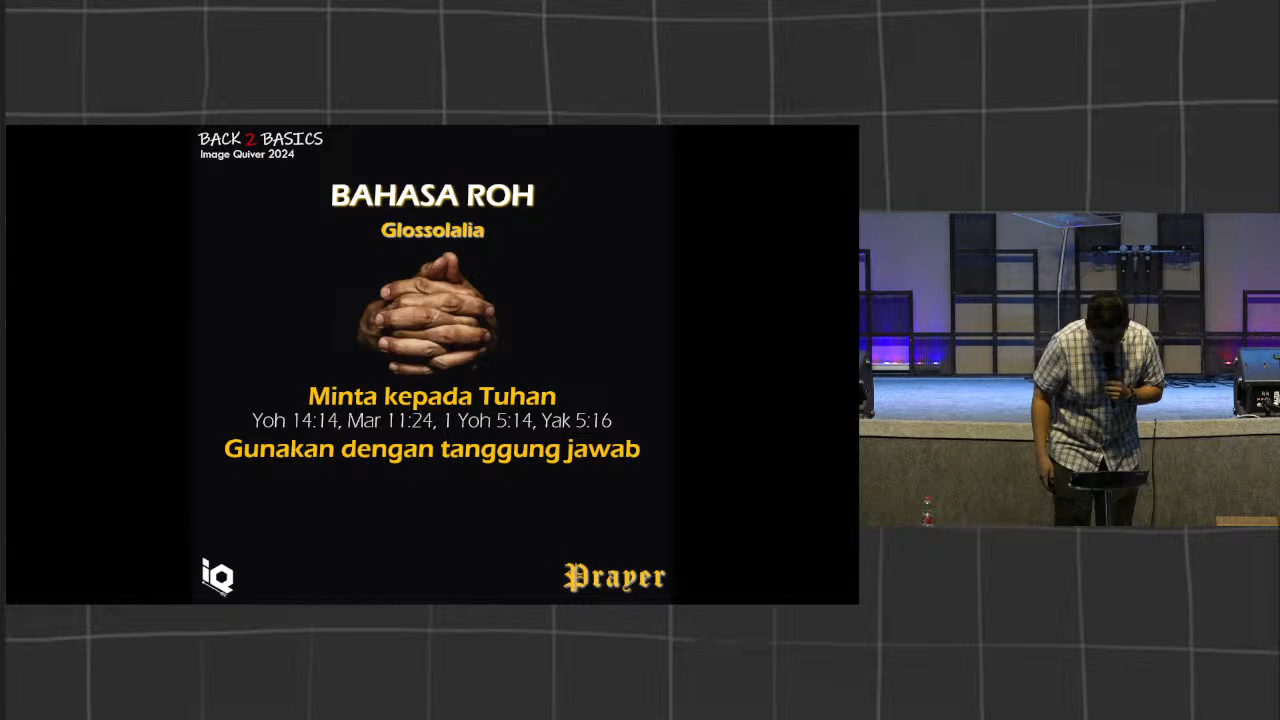 BACK 2 BASICS
Image Quiver 2024
BAHASA ROH
Glossolalia
Minta kepada Tuhan
Yoh 14:14, Mar 11:24, 1 Yoh 5:14, Yak 5:16
Gunakan dengan tanggung jawab
iQ
Prayer